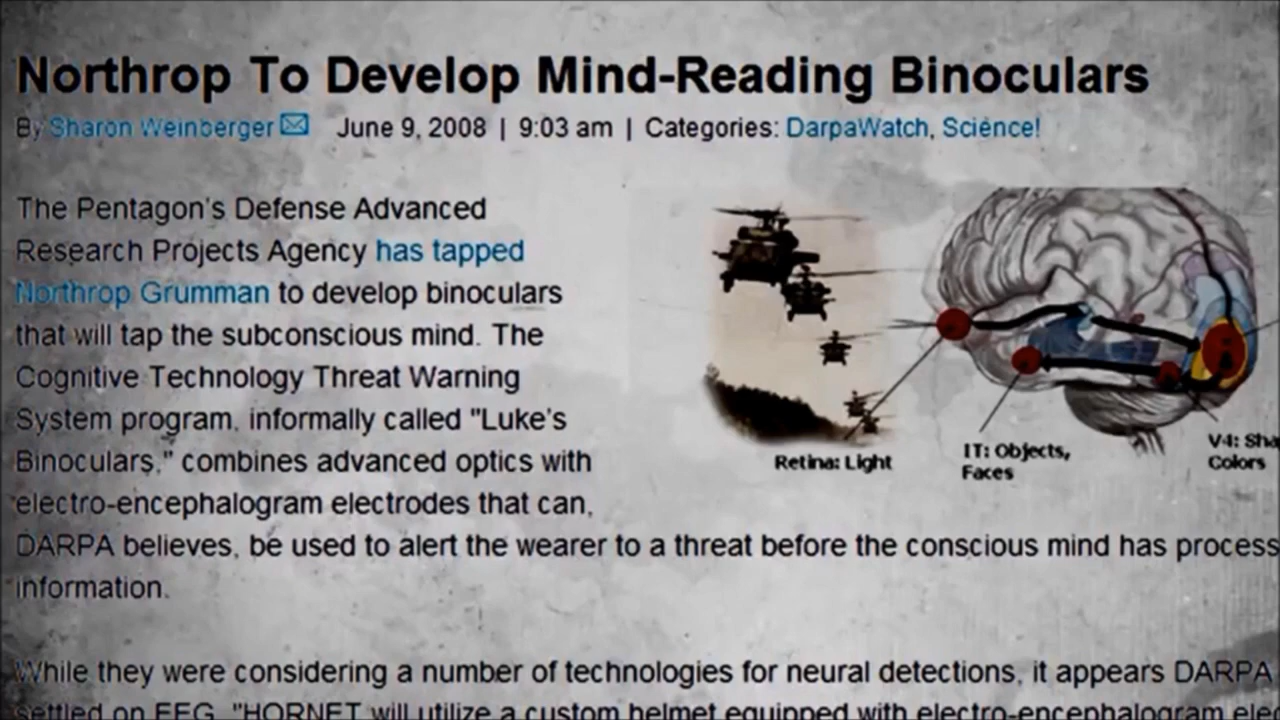 Northrop To Develop Mind-Reading Binoculars
By Sharon Weinberger June 9, 2008 | 9:03 am | Categories: DarpaWatch, Science!
The Pentagon's Defense Advanced
Research Projects Agency has tapped
Northrop Grumman to develop binoculars
that will tap the subconscious mind. The
Cognitive Technology Threat Warning
System program, informally called "Luke's
Binoculars," combines advanced optics with
electro-encephalogram electrodes that can,
DARPA believes, be used to alert the wearer to a threat before the conscious mind has process
information.
Retina: Light
IT: Objects,
Faces
V4: Sha
Colors
While they were considering a number of technologies for neural detections, it appears DARPA
settled on EEG. "HORNET will utilize a custom helmet equipped with electro-encephalogram elec